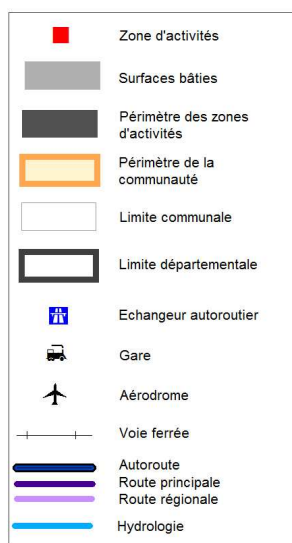 Zone d'activités
Surfaces bâties
Périmètre des zones
d'activités
Périmètre de la
communauté
Limite communale
Limite départementale
Echangeur autoroutier
Gare
Aérodrome
Voie ferrée
Autoroute
Route principale
Route régionale
Hydrologie